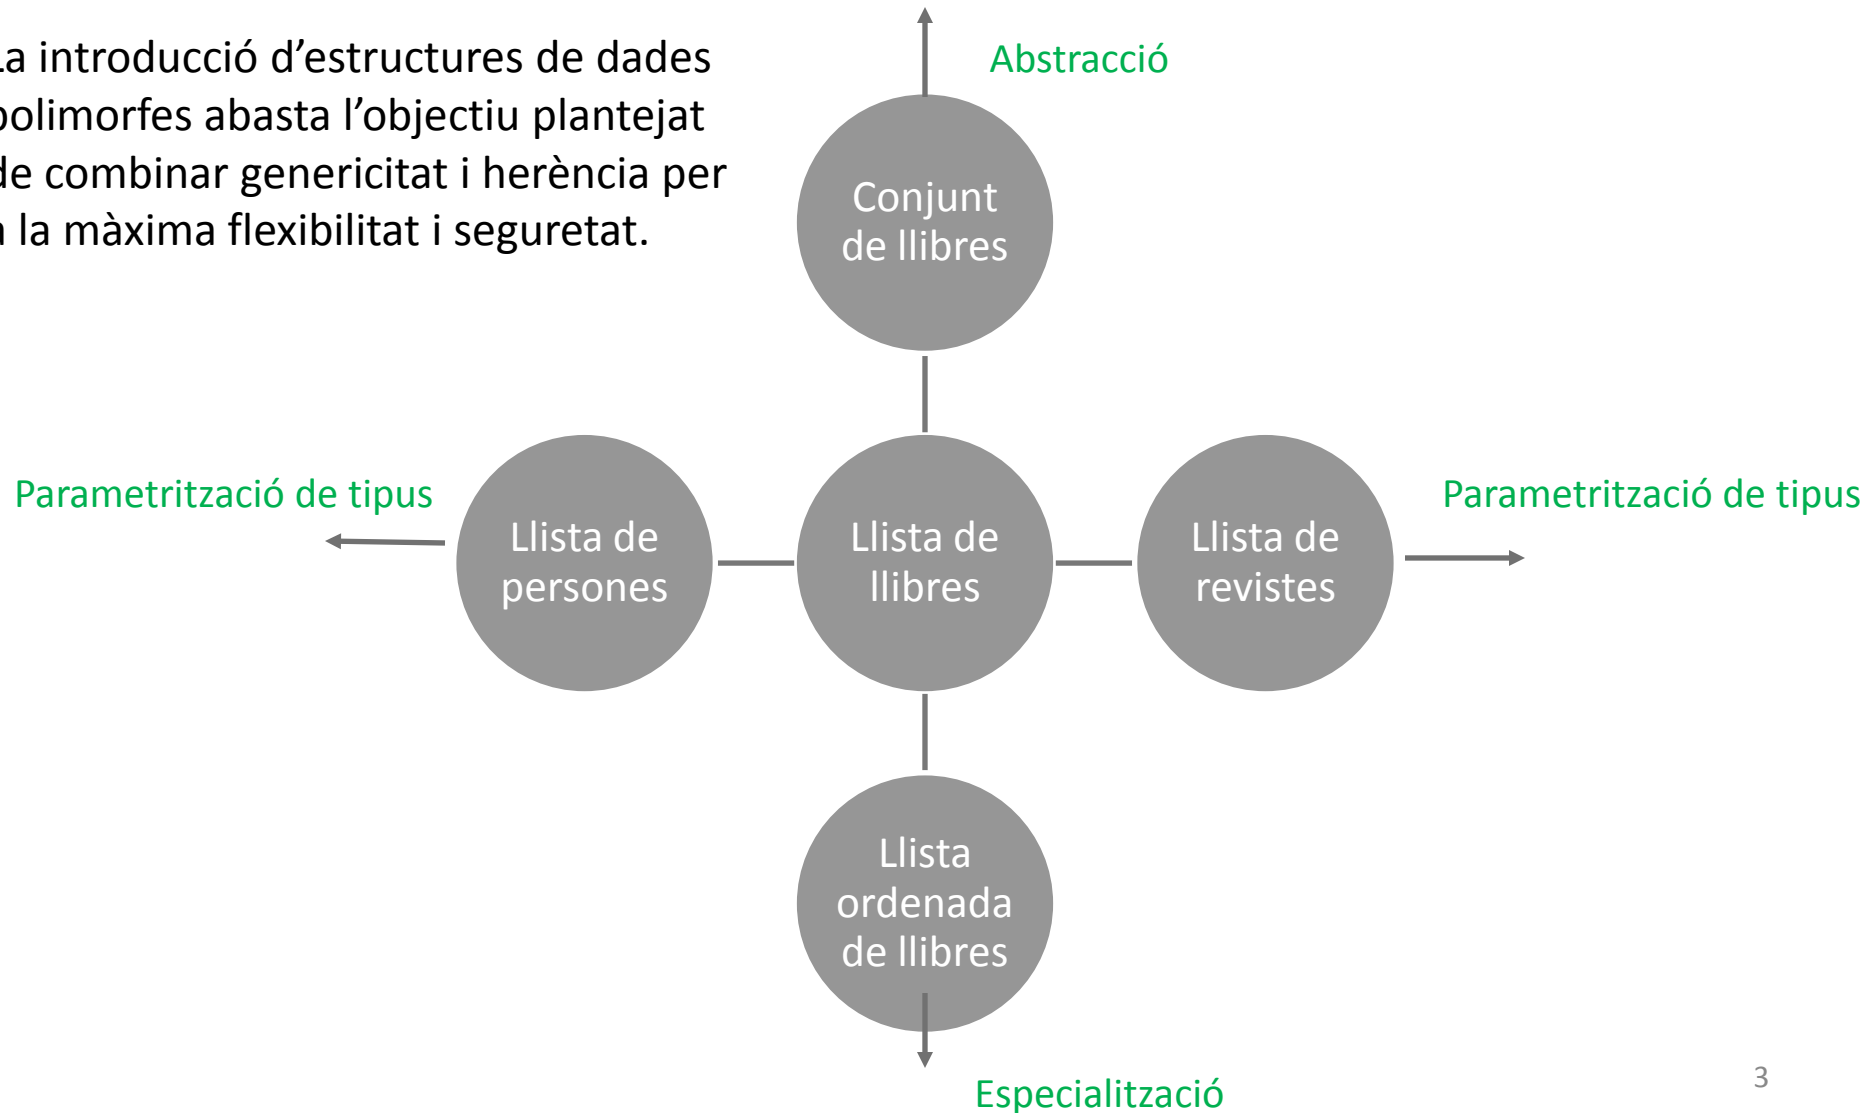 La introducció d’estructures de dades
polimorfes abasta l’objectiu plantejat
de combinar genericitat i herència per
a la màxima flexibilitat i seguretat.
Abstracció
Conjunt
de llibres
Parametrització de tipus
Llista de
persones
Llista de
llibres
Llista de
revistes
Parametrització de tipus
Llista
ordenada
de llibres
Especialització
3